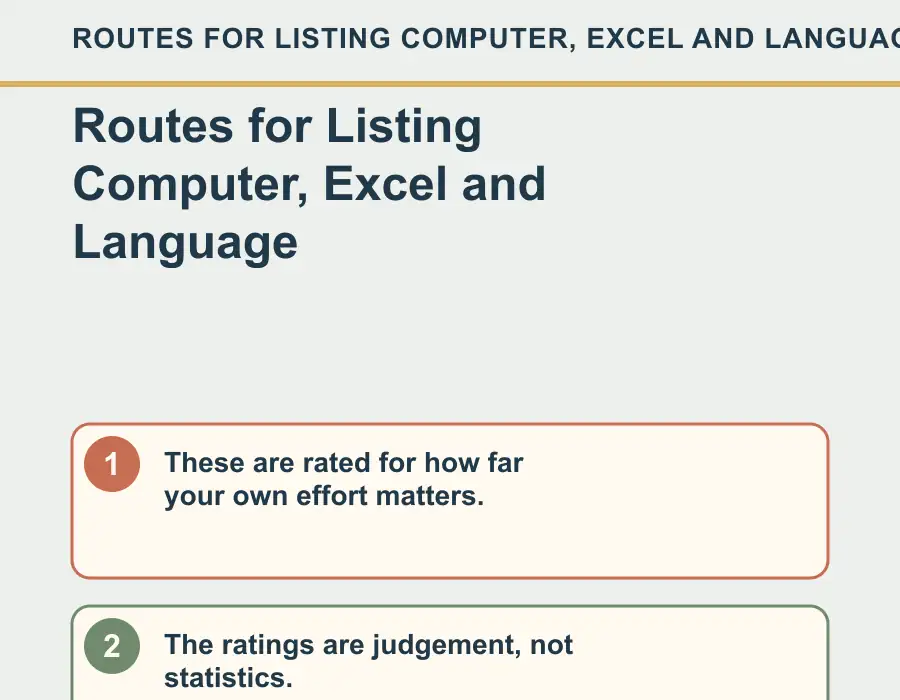 ROUTES FOR LISTING COMPUTER, EXCEL AND
Routes for Listing
Computer, Excel and
Language
1
These are rated for how far
your own effort matters.
2
The ratings are judgement, not
statistics.